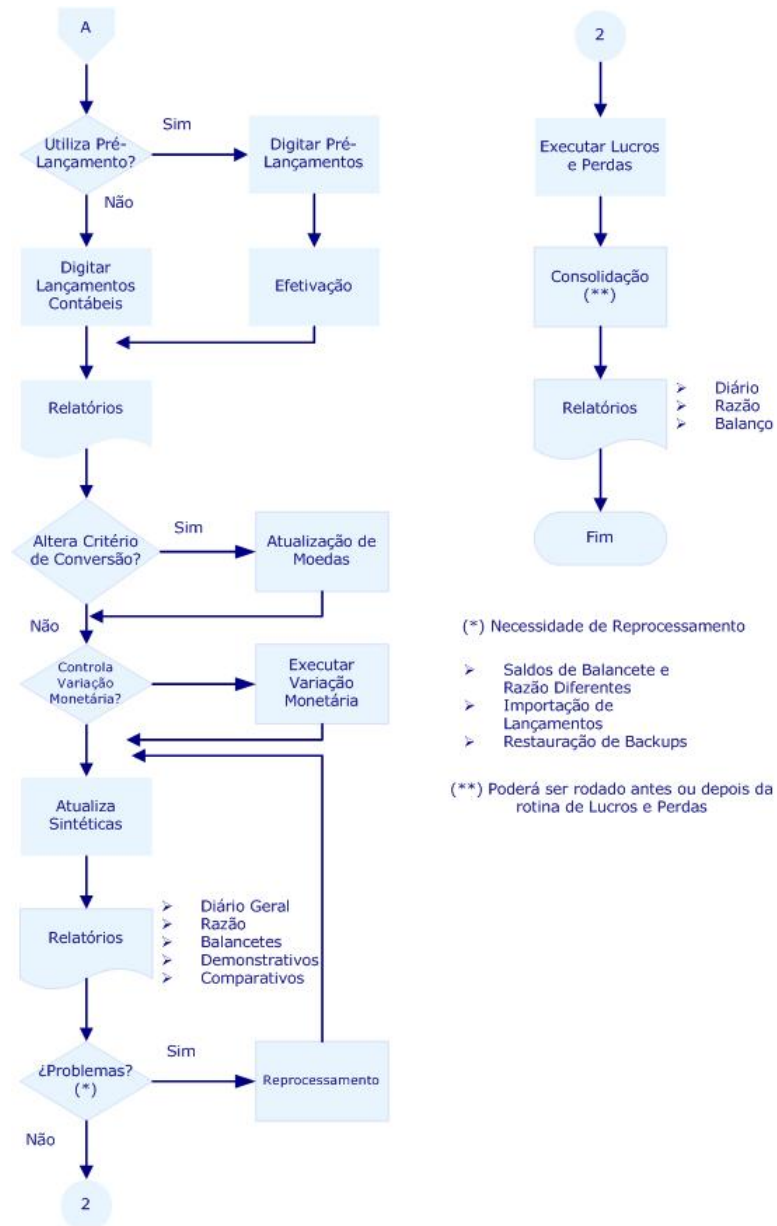 A
Utiliza Pré-
Lançamento?
Sim
Digitar Pré-
Lançamentos
Não
Digitar
Lançamentos
Contábeis
Efetivação
Relatórios
Altera Critério
de Conversão?
Sim
Atualização de
Moedas
Não
Controla
Variação
Monetária?
Executar
Variação
Monetária
Atualiza
Sintéticas
Relatórios
➢ Diário Geral
➢ Razão
➢ Balancetes
➢ Demonstrativos
➢ Comparativos
¿Problemas?
(*)
Sim
Reprocessamento
Não
2
2
Executar Lucros
e Perdas
Consolidação
(**)
Relatórios
➢ Diário
➢ Razão
➢ Balanço
Fim
(*) Necessidade de Reprocessamento
➢ Saldos de Balancete e
Razão Diferentes
➢ Importação de
Lançamentos
➢ Restauração de Backups
(**) Poderá ser rodado antes ou depois da
rotina de Lucros e Perdas